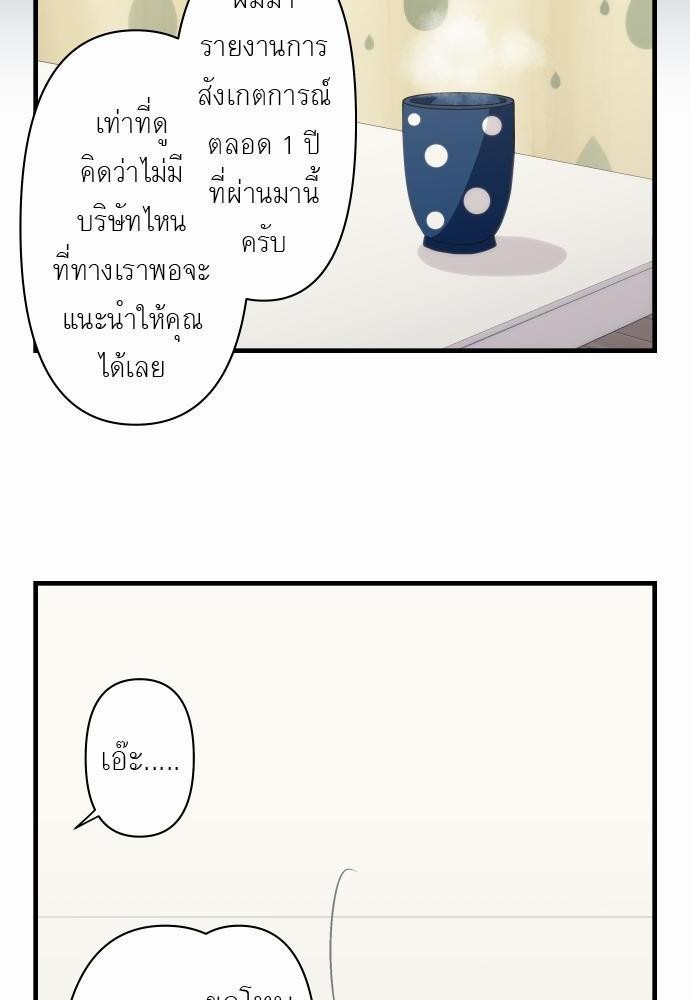 ผมมา
รายงานการ
สังเกตการณ์
ตลอด 1 ปี
ที่ผ่านมานี้
ครับ
เท่าที่ดู
คิดว่าไม่มี
บริษัทไหน
ที่ทางเราพอจะ
แนะนำให้คุณ
ได้เลย
เอ๊ะ.....